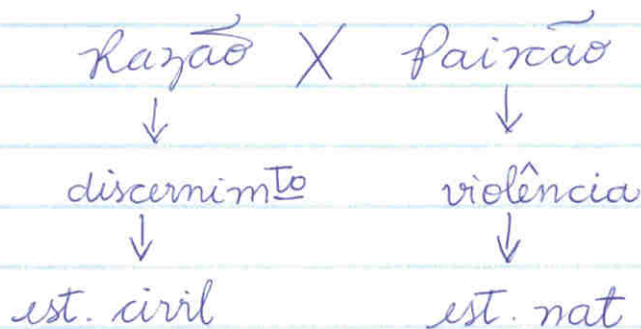 Razão X Paixão
↓ ↓
discernimto violência
↓ ↓
est. civil est. nat